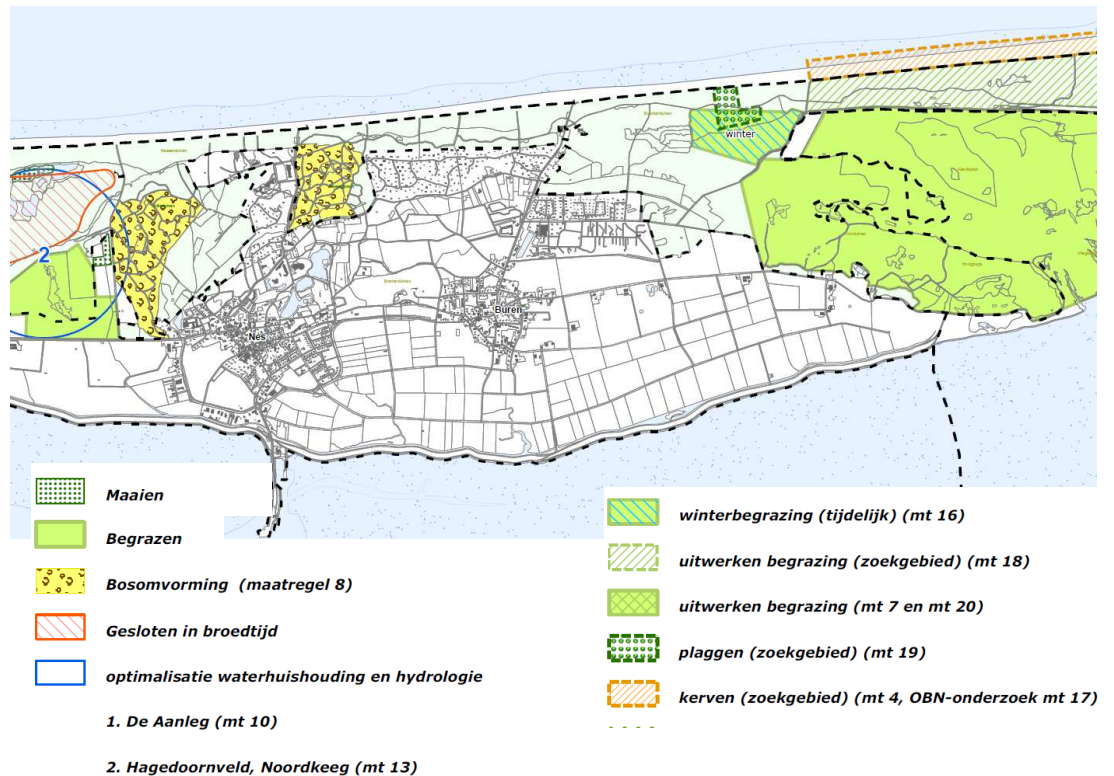 winter
2
Buren
Nes
Maaien
Begrazen
Bosomvorming (maatregel 8)
Gesloten in broedtijd
optimalisatie waterhuishouding en hydrologie
1. De Aanleg (mt 10)
2. Hagedoornveld, Noordkeeg (mt 13)
winterbegrazing (tijdelijk) (mt 16)
uitwerken begrazing (zoekgebied) (mt 18)
uitwerken begrazing (mt 7 en mt 20)
plaggen (zoekgebied) (mt 19)
kerven (zoekgebied) (mt 4, OBN-onderzoek mt 17)